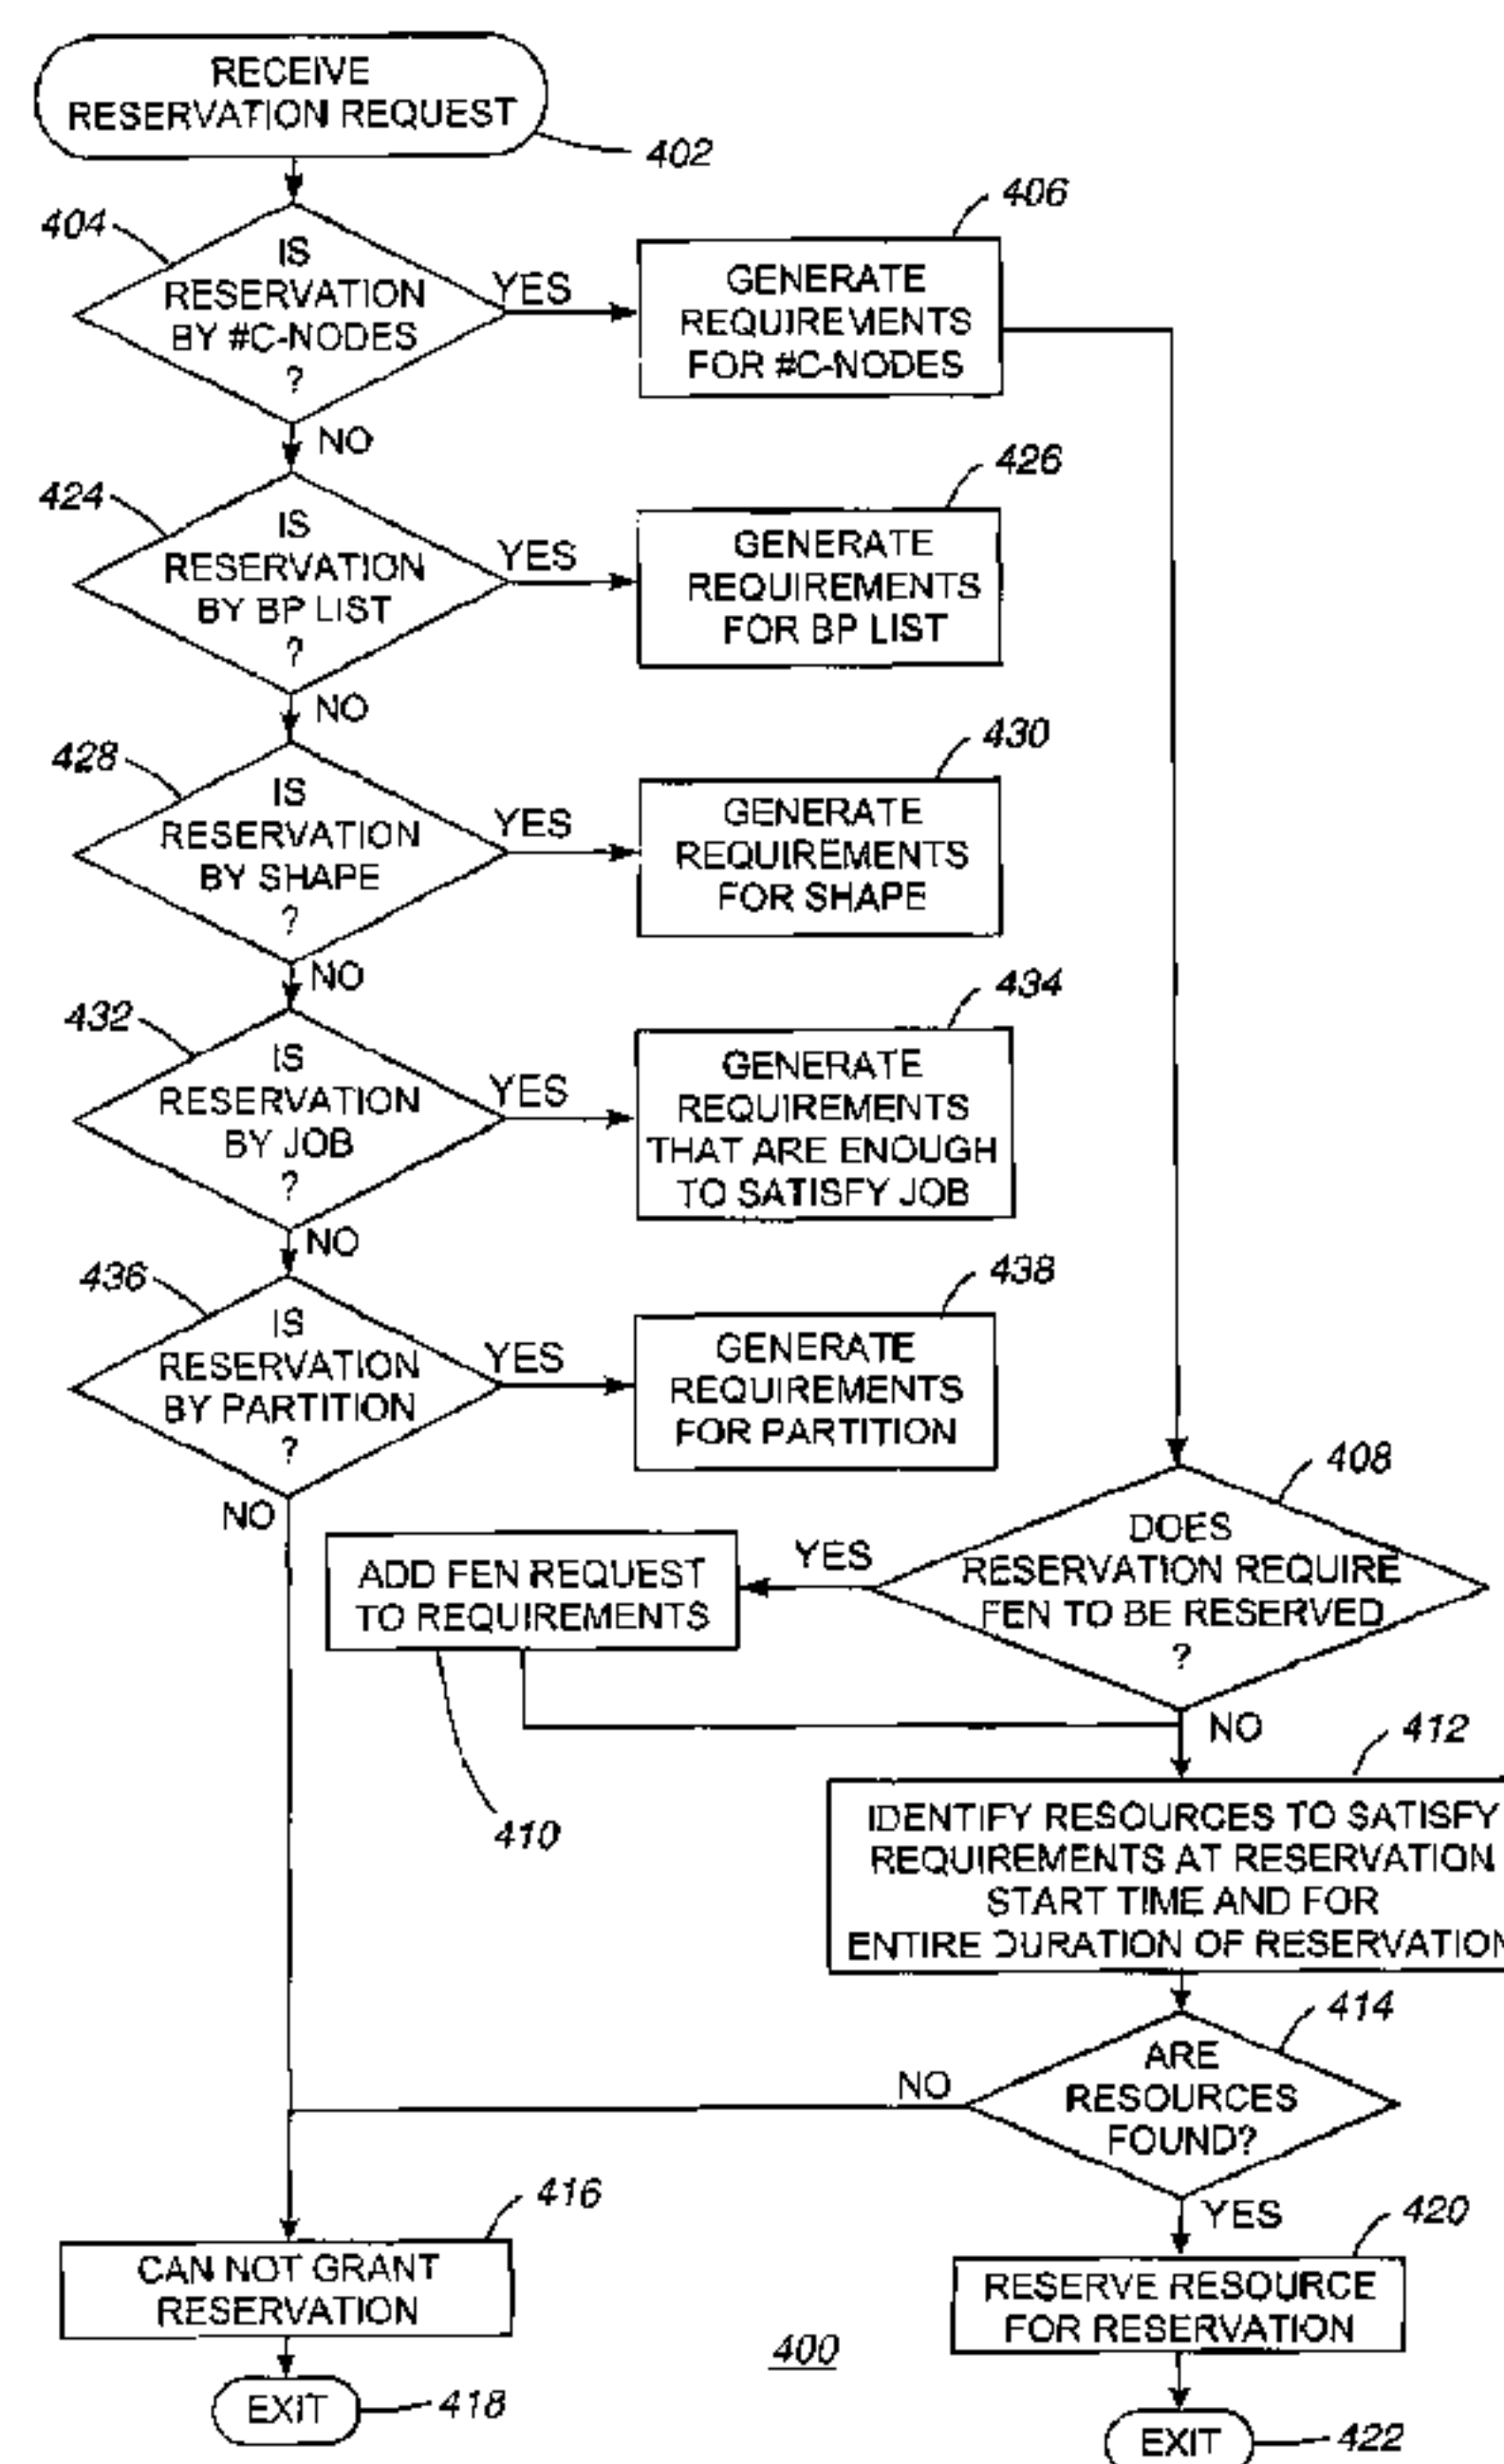 RECEIVE
RESERVATION REQUEST
402
404
IS
RESERVATION
BY #C-NODES
?
YES
406
GENERATE
REQUIREMENTS
FOR #C-NODES
NO
424
IS
RESERVATION
BY BP LIST
?
YES
426
GENERATE
REQUIREMENTS
FOR BP LIST
NO
428
IS
RESERVATION
BY SHAPE
?
YES
430
GENERATE
REQUIREMENTS
FOR SHAPE
NO
432
IS
RESERVATION
BY JOB
?
YES
434
GENERATE
REQUIREMENTS
THAT ARE ENOUGH
TO SATISFY JOB
NO
436
IS
RESERVATION
BY PARTITION
?
YES
438
GENERATE
REQUIREMENTS
FOR PARTITION
NO
408
DOES
RESERVATION REQUIRE
FEN TO BE RESERVED
?
YES
ADD FEN REQUEST
TO REQUIREMENTS
410
NO
412
IDENTIFY RESOURCES TO SATISFY
REQUIREMENTS AT RESERVATION
START TIME AND FOR
ENTIRE DURATION OF RESERVATION
414
ARE
RESOURCES
FOUND?
NO
YES
416
CAN NOT GRANT
RESERVATION
420
RESERVE RESOURCE
FOR RESERVATION
400
EXIT
418
EXIT
422